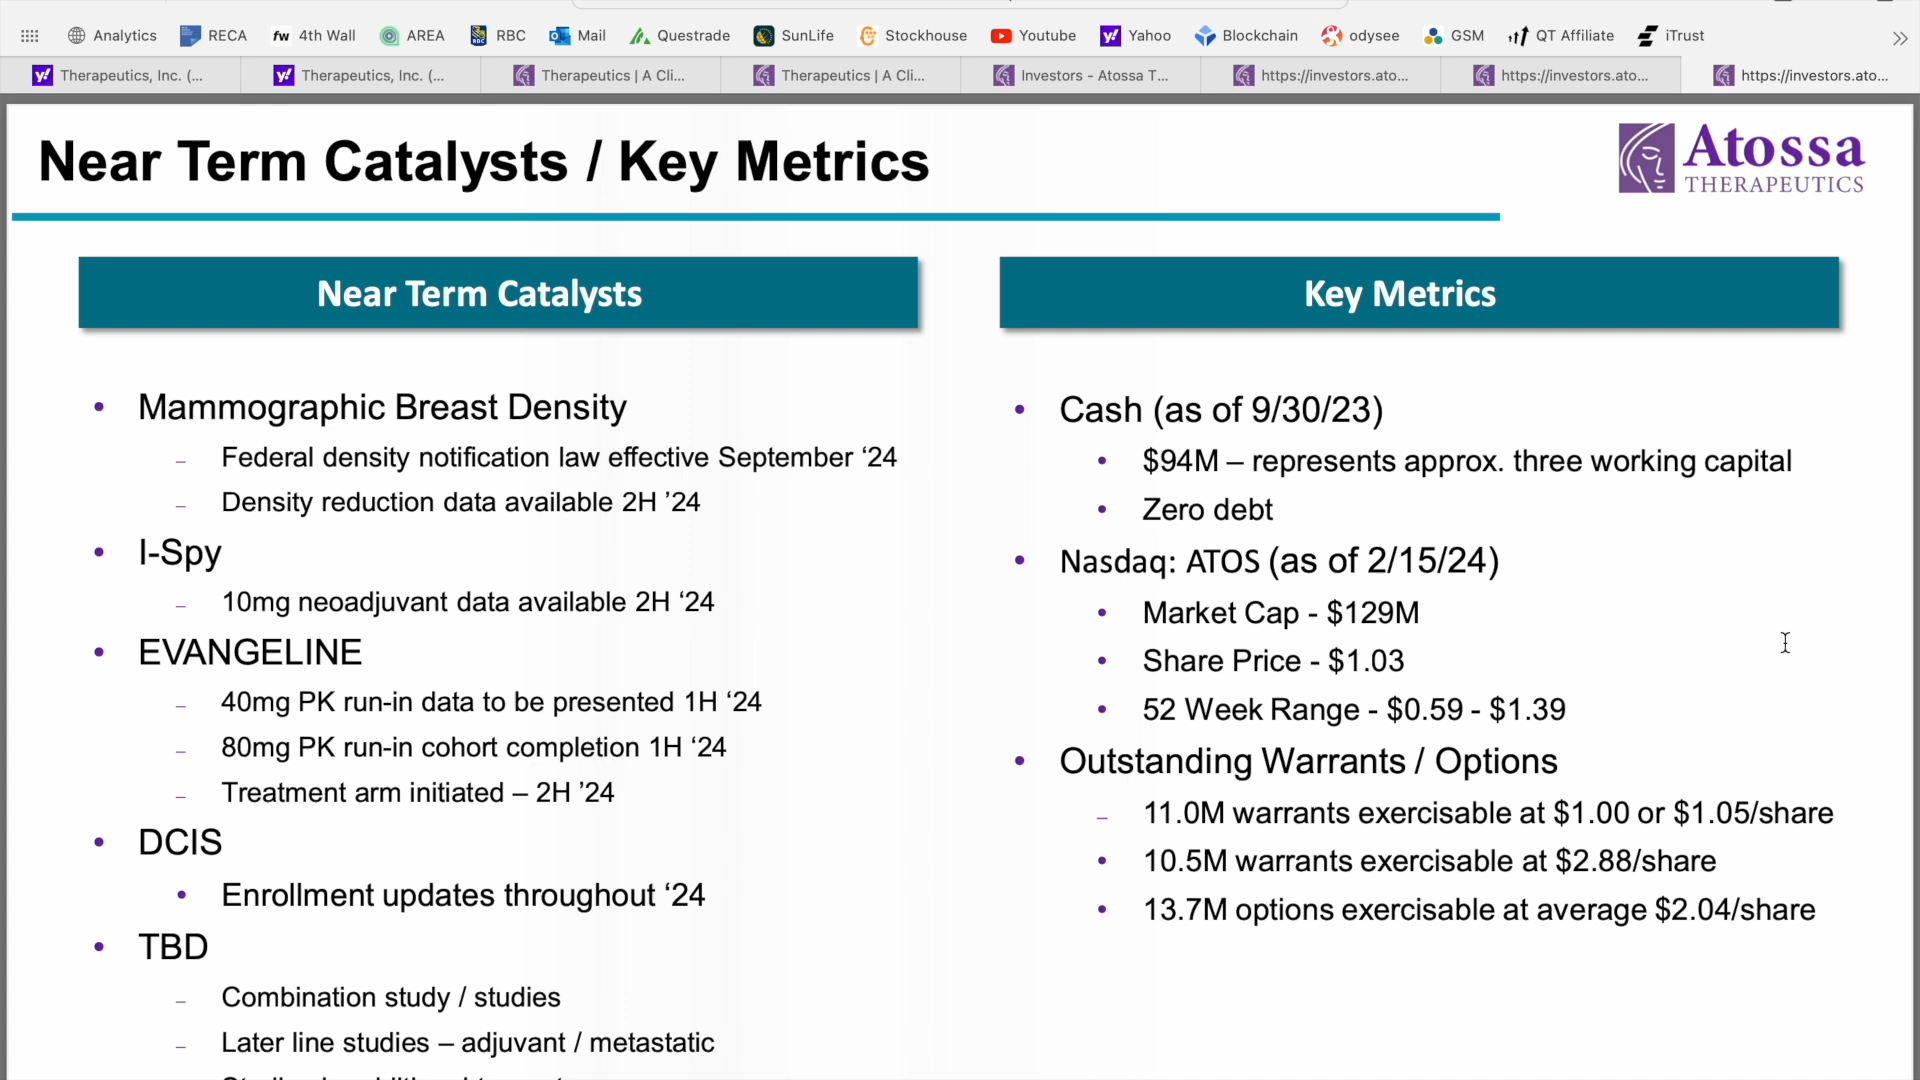 Analytics
RECA
fw 4th Wall
AREA
RBC
Mail
Questrade
SunLife
Stockhouse
Youtube
y! Yahoo
Blockchain
odysee
GSM
QT Affiliate
iTrust
y! Therapeutics, Inc. (...
y! Therapeutics, Inc. (...
Therapeutics | A Cli...
Therapeutics | A Cli...
Investors - Atossa T...
https://investors.ato...
https://investors.ato...
https://investors.ato...
Near Term Catalysts / Key Metrics
Atossa
THERAPEUTICS
Near Term Catalysts
• Mammographic Breast Density
– Federal density notification law effective September ‘24
– Density reduction data available 2H ’24
• I-Spy
– 10mg neoadjuvant data available 2H ‘24
• EVANGELINE
– 40mg PK run-in data to be presented 1H ‘24
– 80mg PK run-in cohort completion 1H ‘24
– Treatment arm initiated – 2H ’24
• DCIS
• Enrollment updates throughout ‘24
• TBD
– Combination study / studies
– Later line studies – adjuvant / metastatic
Key Metrics
• Cash (as of 9/30/23)
• $94M – represents approx. three working capital
• Zero debt
• Nasdaq: ATOS (as of 2/15/24)
• Market Cap - $129M
• Share Price - $1.03
• 52 Week Range - $0.59 - $1.39
• Outstanding Warrants / Options
– 11.0M warrants exercisable at $1.00 or $1.05/share
• 10.5M warrants exercisable at $2.88/share
• 13.7M options exercisable at average $2.04/share